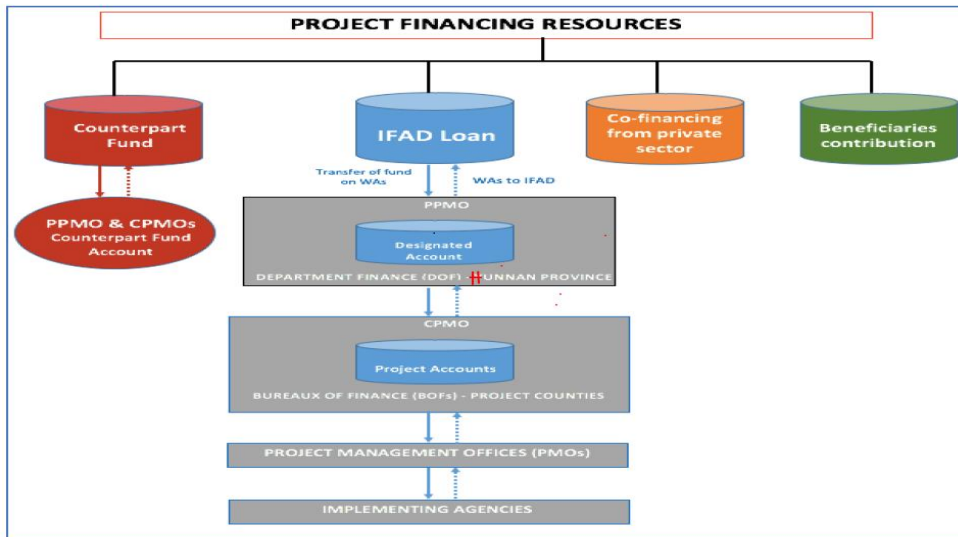 PROJECT FINANCING RESOURCES
Counterpart
Fund
IFAD Loan
Co-financing
from private
sector
Beneficiaries
contribution
Transfer of fund
on WAs
WAs to IFAD
PPMO & CPMOs
Counterpart Fund
Account
PPMO
Designated
Account
DEPARTMENT FINANCE (DOF) - HUNNAN PROVINCE
CPMO
Project Accounts
BUREAUX OF FINANCE (BOFs) - PROJECT COUNTIES
PROJECT MANAGEMENT OFFICES (PMOs)
IMPLEMENTING AGENCIES